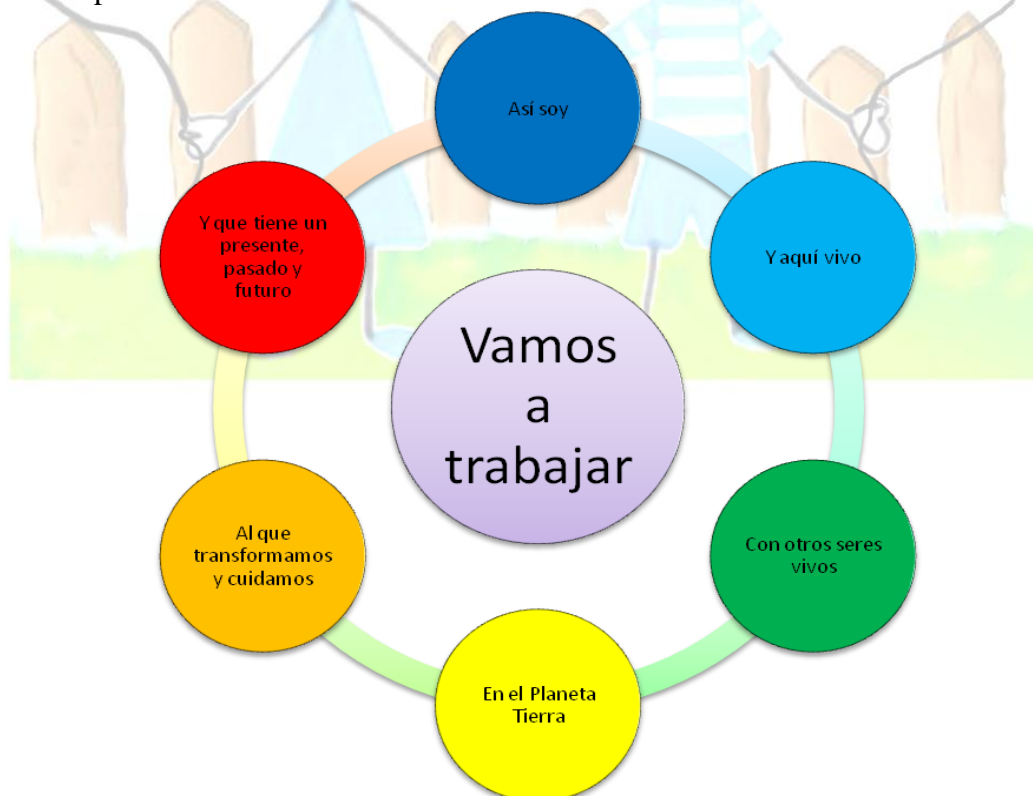 Vamos
a
trabajar
Así soy
Y aquí vivo
Con otros seres
vivos
En el Planeta
Tierra
Al que
transformamos
y cuidamos
Y que tiene un
presente,
pasado y
futuro